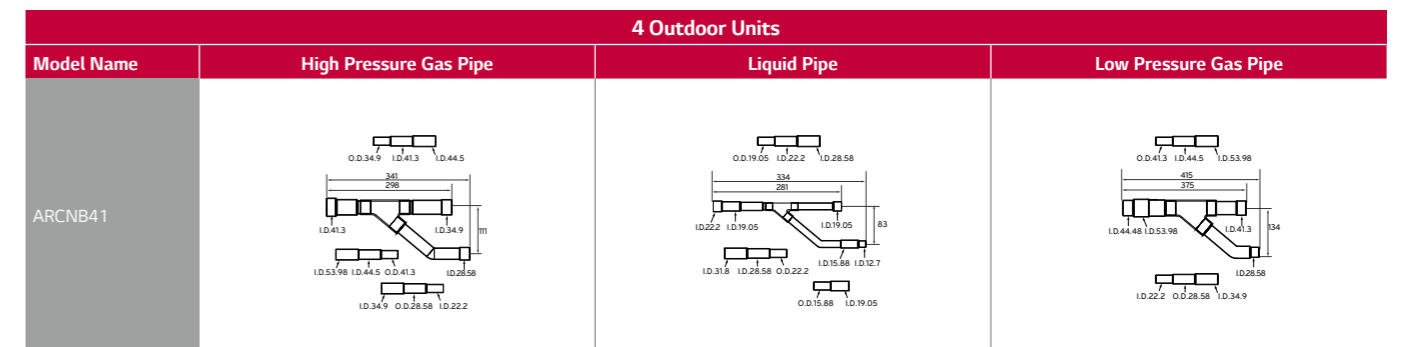 4 Outdoor Units
Model Name High Pressure Gas Pipe Liquid Pipe Low Pressure Gas Pipe
ARCNB41
O.D.34.9 I.D.41.3 I.D.44.5
341
298
I.D.41.3 I.D.34.9
111
I.D.53.98 I.D.44.5 O.D.41.3
I.D.28.58
I.D.34.9 O.D.28.58 I.D.22.2
O.D.19.05 I.D.22.2 I.D.28.58
334
281
I.D.22.2 I.D.19.05 I.D.19.05
83
I.D.15.88 I.D.12.7
I.D.31.8 I.D.28.58 O.D.22.2
O.D.15.88 I.D.19.05
O.D.41.3 I.D.44.5 I.D.53.98
415
375
I.D.44.48 I.D.53.98 I.D.41.3
134
I.D.28.58
I.D.22.2 O.D.28.58 I.D.34.9